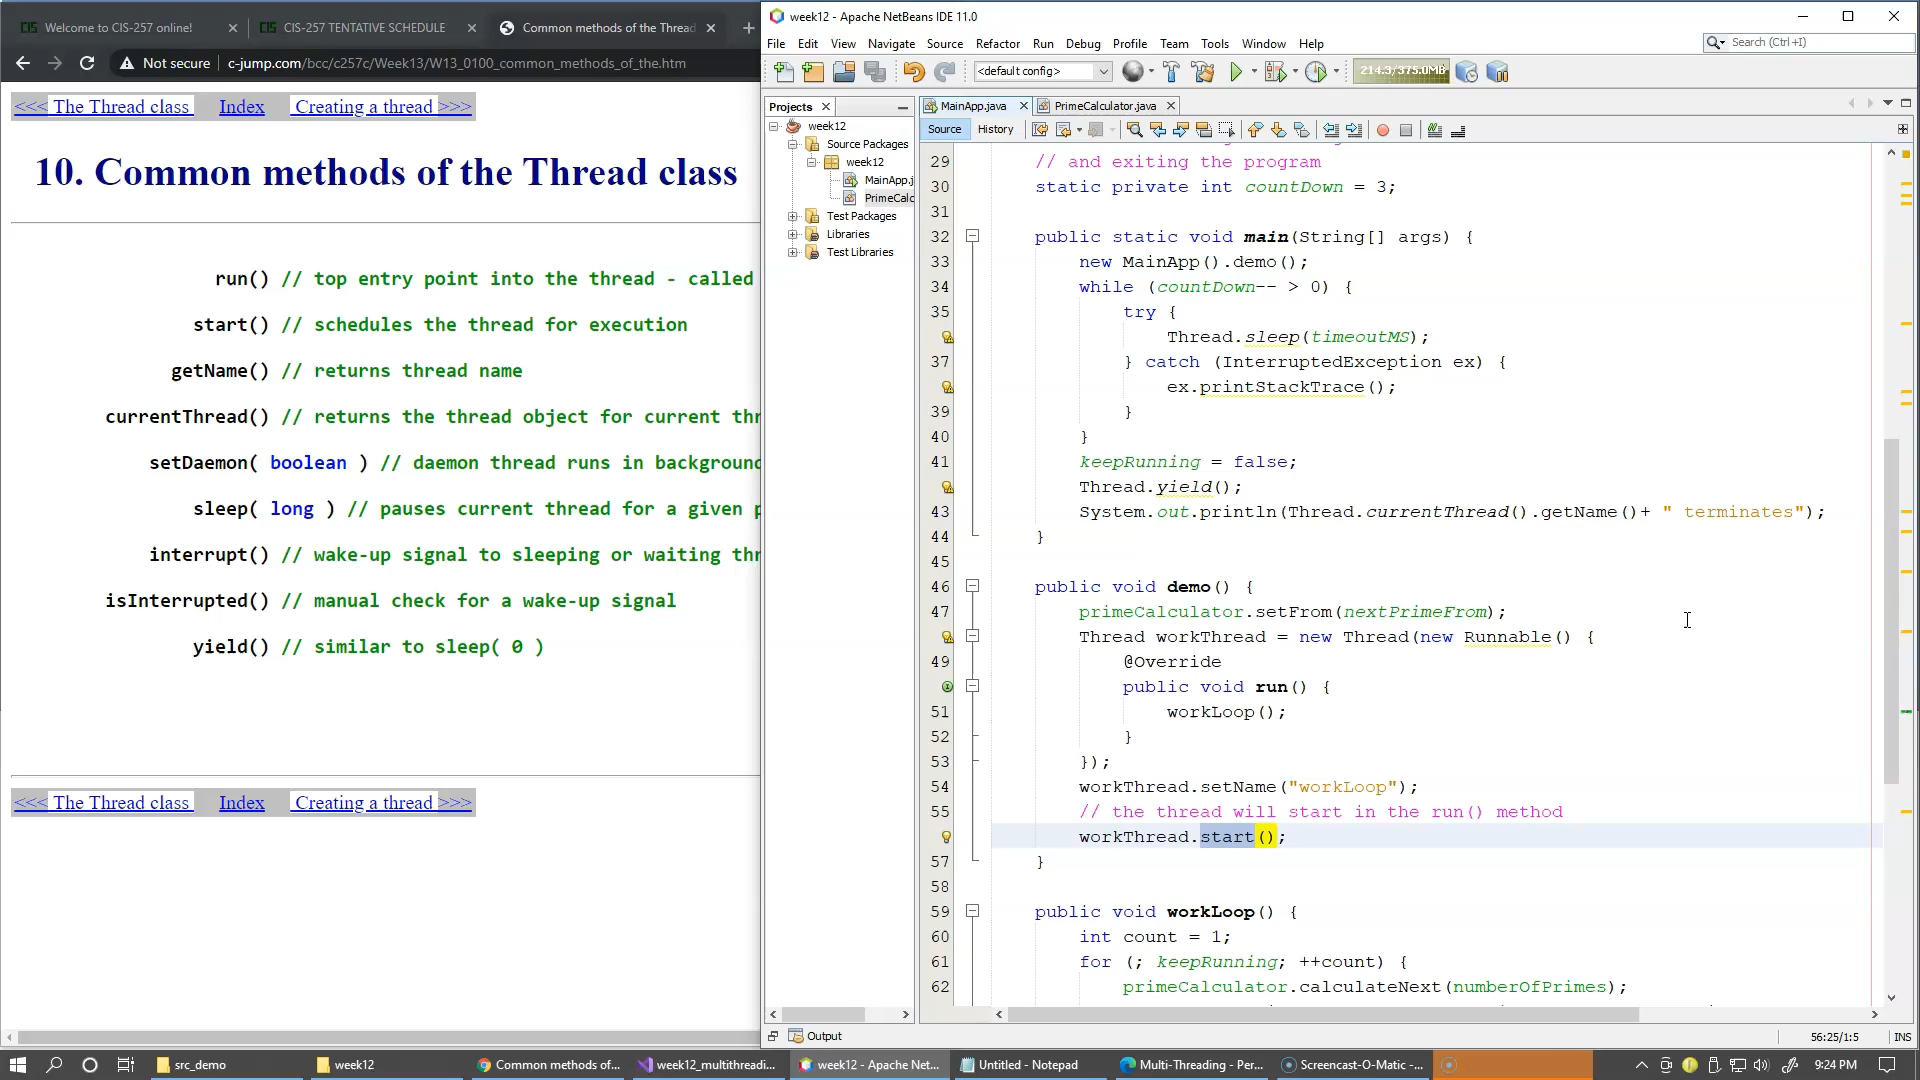 Welcome to CIS-257 online!
CIS-257 TENTATIVE SCHEDULE
Common methods of the Thread
Not secure
c-jump.com/bcc/c257c/Week13/W13_0100_common_methods_of_the.htm
<<< The Thread class Index Creating a thread >>>
10. Common methods of the Thread class
run() // top entry point into the thread - called
start() // schedules the thread for execution
getName() // returns thread name
currentThread() // returns the thread object for current thr
setDaemon( boolean ) // daemon thread runs in background
sleep( long ) // pauses current thread for a given p
interrupt() // wake-up signal to sleeping or waiting thr
isInterrupted() // manual check for a wake-up signal
yield() // similar to sleep( 0 )
<<< The Thread class Index Creating a thread >>>
week12 - Apache NetBeans IDE 11.0
File Edit View Navigate Source Refactor Run Debug Profile Team Tools Window Help
Search (Ctrl+I)
<default config>
214.3/375.0MB
Projects
week12
Source Packages
week12
MainApp.j
PrimeCalc
Test Packages
Libraries
Test Libraries
MainApp.java
PrimeCalculator.java
Source History
29 // and exiting the program
30 static private int countDown = 3;
31
32 public static void main(String[] args) {
33 new MainApp().demo();
34 while (countDown-- > 0) {
35 try {
Thread.sleep(timeoutMS);
37 } catch (InterruptedException ex) {
ex.printStackTrace();
39 }
40 }
41 keepRunning = false;
Thread.yield();
43 System.out.println(Thread.currentThread().getName()+ " terminates");
44 }
45
46 public void demo() {
47 primeCalculator.setFrom(nextPrimeFrom);
Thread workThread = new Thread(new Runnable() {
49 @Override
public void run() {
51 workLoop();
52 }
53 });
54 workThread.setName("workLoop");
55 // the thread will start in the run() method
workThread.start();
57 }
58
59 public void workLoop() {
60 int count = 1;
61 for (; keepRunning; ++count) {
62 primeCalculator.calculateNext(numberOfPrimes);
Output
56:25/1:5 INS
src_demo
week12
Common methods of...
week12_multithreadi...
week12 - Apache Net...
Untitled - Notepad
Multi-Threading - Per...
Screencast-O-Matic -...
9:24 PM